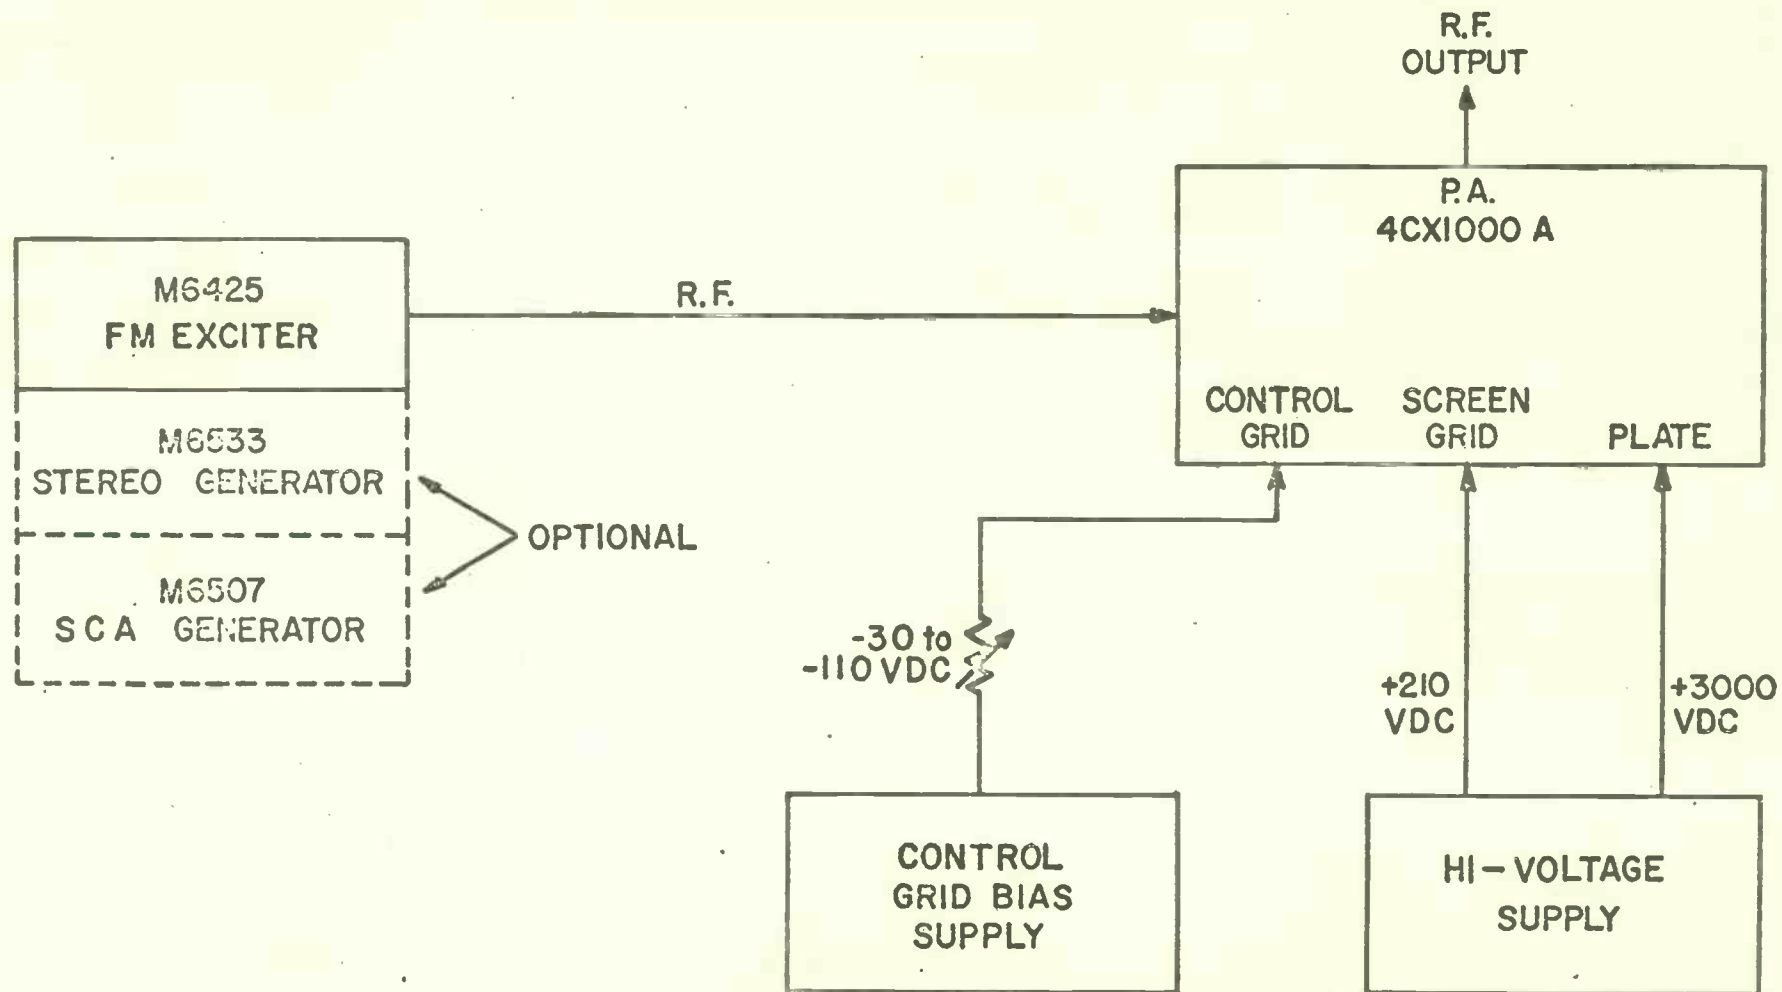 R.F.
OUTPUT
P.A.
4CX1000 A
M6425
FM EXCITER
R.F.
CONTROL
GRID
SCREEN
GRID
PLATE
M6533
STEREO GENERATOR
OPTIONAL
M6507
SCA GENERATOR
-30 to
-110 VDC
+210
VDC
+3000
VDC
CONTROL
GRID BIAS
SUPPLY
HI-VOLTAGE
SUPPLY